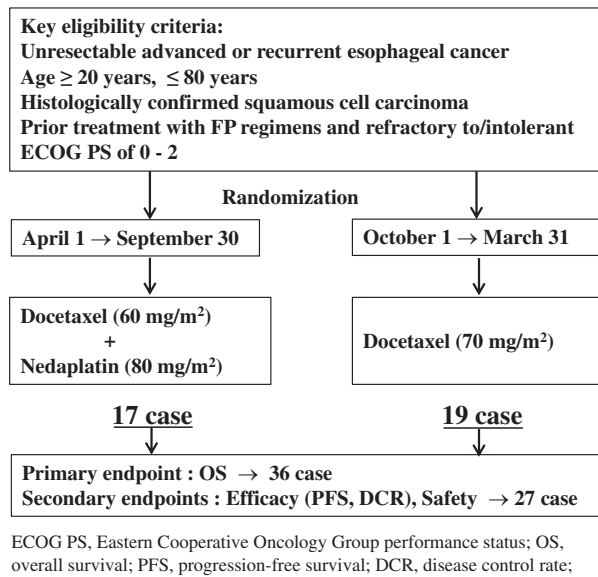 Key eligibility criteria:
Unresectable advanced or recurrent esophageal cancer
Age ≥ 20 years, ≤ 80 years
Histologically confirmed squamous cell carcinoma
Prior treatment with FP regimens and refractory to/intolerant
ECOG PS of 0 - 2
Randomization
April 1 → September 30
October 1 → March 31
Docetaxel (60 mg/m²)
+
Nedaplatin (80 mg/m²)
Docetaxel (70 mg/m²)
17 case
19 case
Primary endpoint : OS → 36 case
Secondary endpoints : Efficacy (PFS, DCR), Safety → 27 case
ECOG PS, Eastern Cooperative Oncology Group performance status; OS,
overall survival; PFS, progression-free survival; DCR, disease control rate;